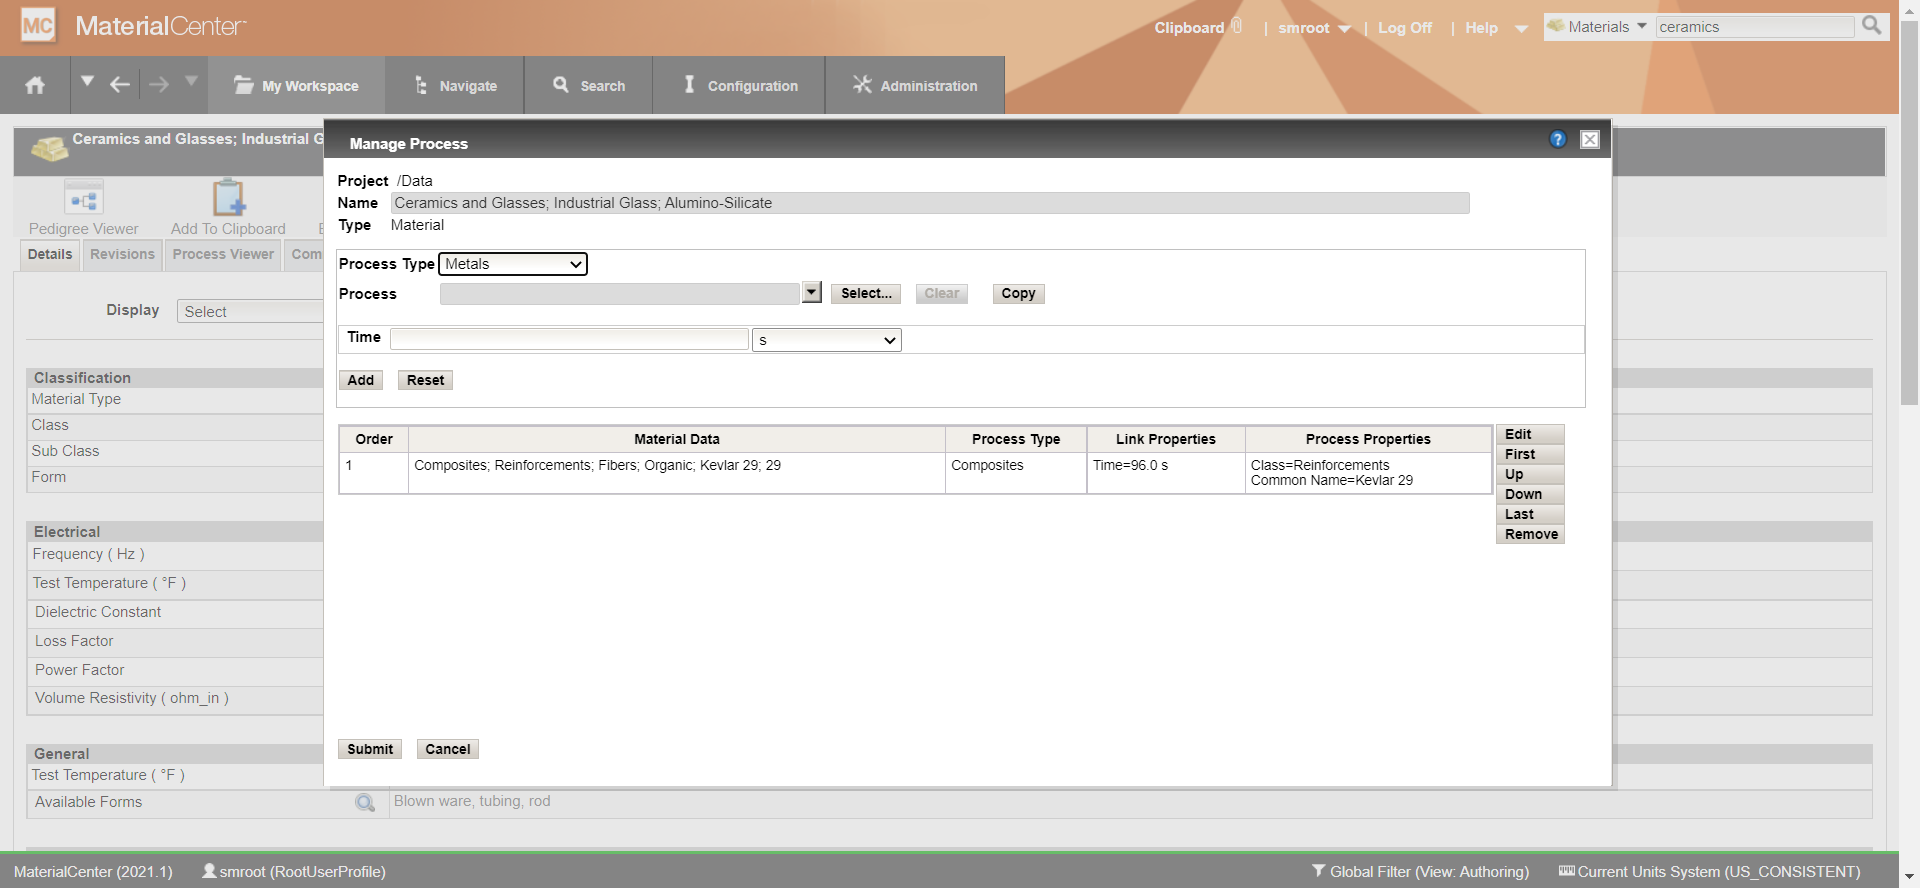 MC MaterialCenter
Clipboard | smroot | Log Off | Help
Materials ceramics
My Workspace Navigate Search Configuration Administration
Ceramics and Glasses; Industrial G
Pedigree Viewer Add To Clipboard E
Details Revisions Process Viewer Com
Display Select
Classification
Material Type
Class
Sub Class
Form
Electrical
Frequency ( Hz )
Test Temperature ( °F )
Dielectric Constant
Loss Factor
Power Factor
Volume Resistivity ( ohm_in )
General
Test Temperature ( °F )
Available Forms Blown ware, tubing, rod
Manage Process ?
Project /Data
Name Ceramics and Glasses; Industrial Glass; Alumino-Silicate
Type Material
Process Type Metals
Process Select... Clear Copy
Time s
Add Reset
Order Material Data Process Type Link Properties Process Properties
1 Composites; Reinforcements; Fibers; Organic; Kevlar 29; 29 Composites Time=96.0 s Class=Reinforcements
Common Name=Kevlar 29
Edit
First
Up
Down
Last
Remove
Submit Cancel
MaterialCenter (2021.1) smroot (RootUserProfile) Global Filter (View: Authoring) Current Units System (US_CONSISTENT)